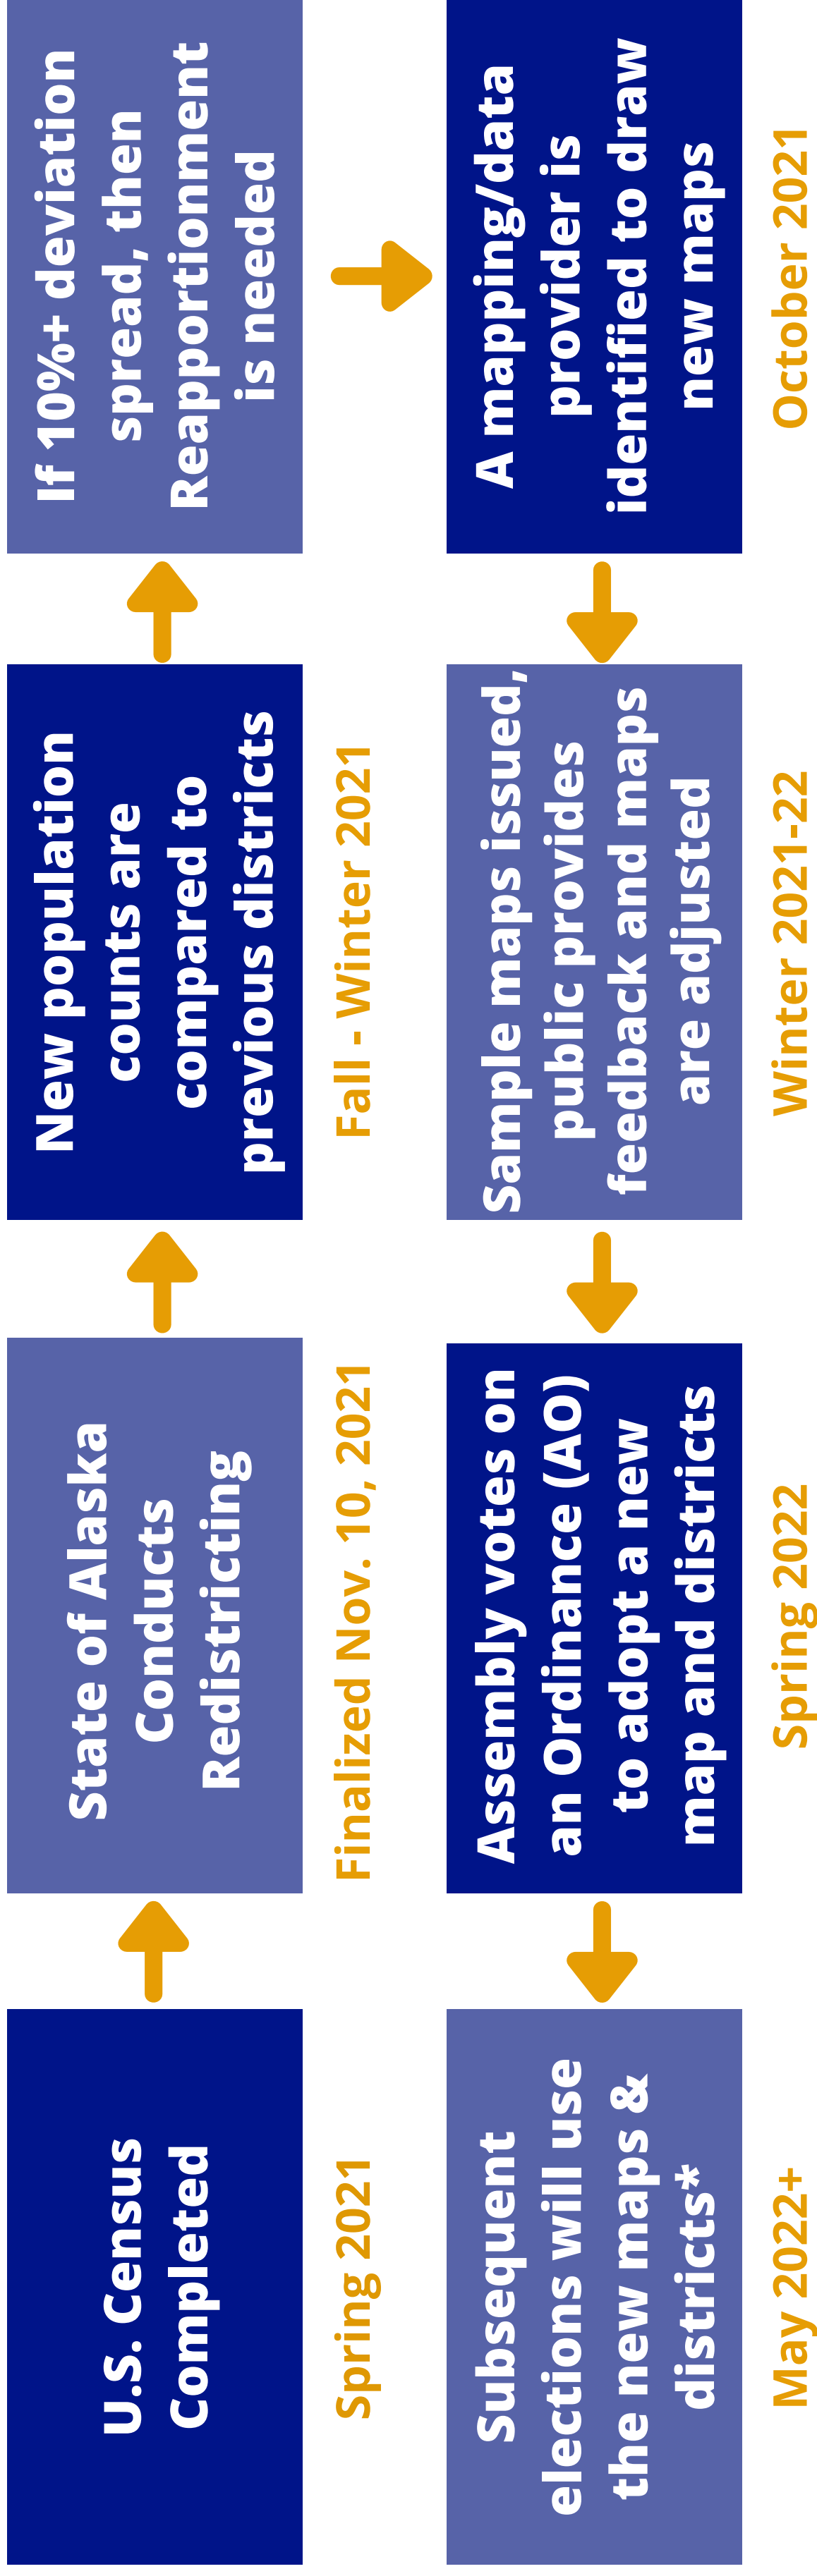 U.S. Census
Completed
Spring 2021
State of Alaska
Conducts
Redistricting
Finalized Nov. 10, 2021
New population
counts are
compared to
previous districts
Fall - Winter 2021
If 10%+ deviation
spread, then
Reapportionment
is needed
A mapping/data
provider is
identified to draw
new maps
October 2021
Sample maps issued,
public provides
feedback and maps
are adjusted
Winter 2021-22
Assembly votes on
an Ordinance (AO)
to adopt a new
map and districts
Spring 2022
Subsequent
elections will use
the new maps &
districts*
May 2022+